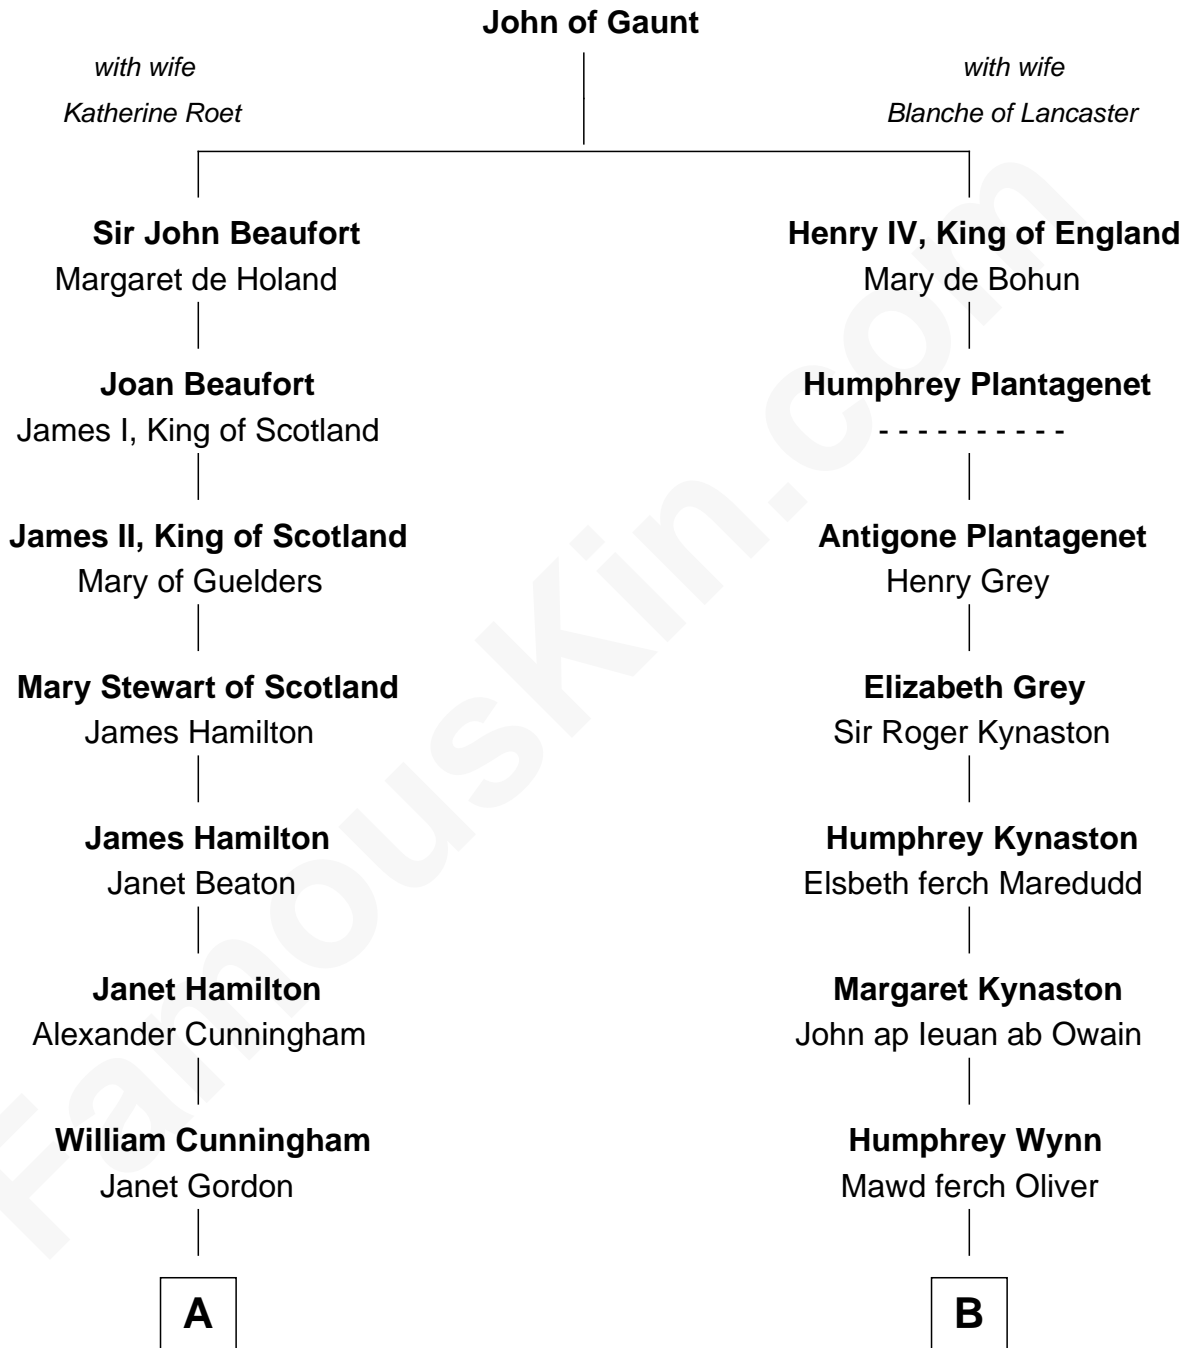 John of Gaunt
with wife
Katherine Roet
with wife
Blanche of Lancaster
Sir John Beaufort
Margaret de Holand
Henry IV, King of England
Mary de Bohun
Joan Beaufort
James I, King of Scotland
Humphrey Plantagenet
- - - - - - - - - -
James II, King of Scotland
Mary of Guelders
Antigone Plantagenet
Henry Grey
Mary Stewart of Scotland
James Hamilton
Elizabeth Grey
Sir Roger Kynaston
James Hamilton
Janet Beaton
Humphrey Kynaston
Elsbeth ferch Maredudd
Janet Hamilton
Alexander Cunningham
Margaret Kynaston
John ap Ieuan ab Owain
William Cunningham
Janet Gordon
Humphrey Wynn
Mawd ferch Oliver
A
B
FamousKin.com